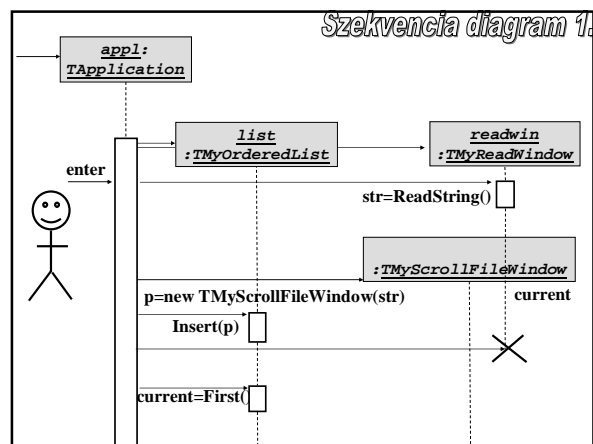 Szekvencia diagram 1.
appl:
TApplication
list
:TMyOrderedList
readwin
:TMyReadWindow
enter
str=ReadString()
:TMyScrollFileWindow
p=new TMyScrollFileWindow(str)
current
Insert(p)
current=First()